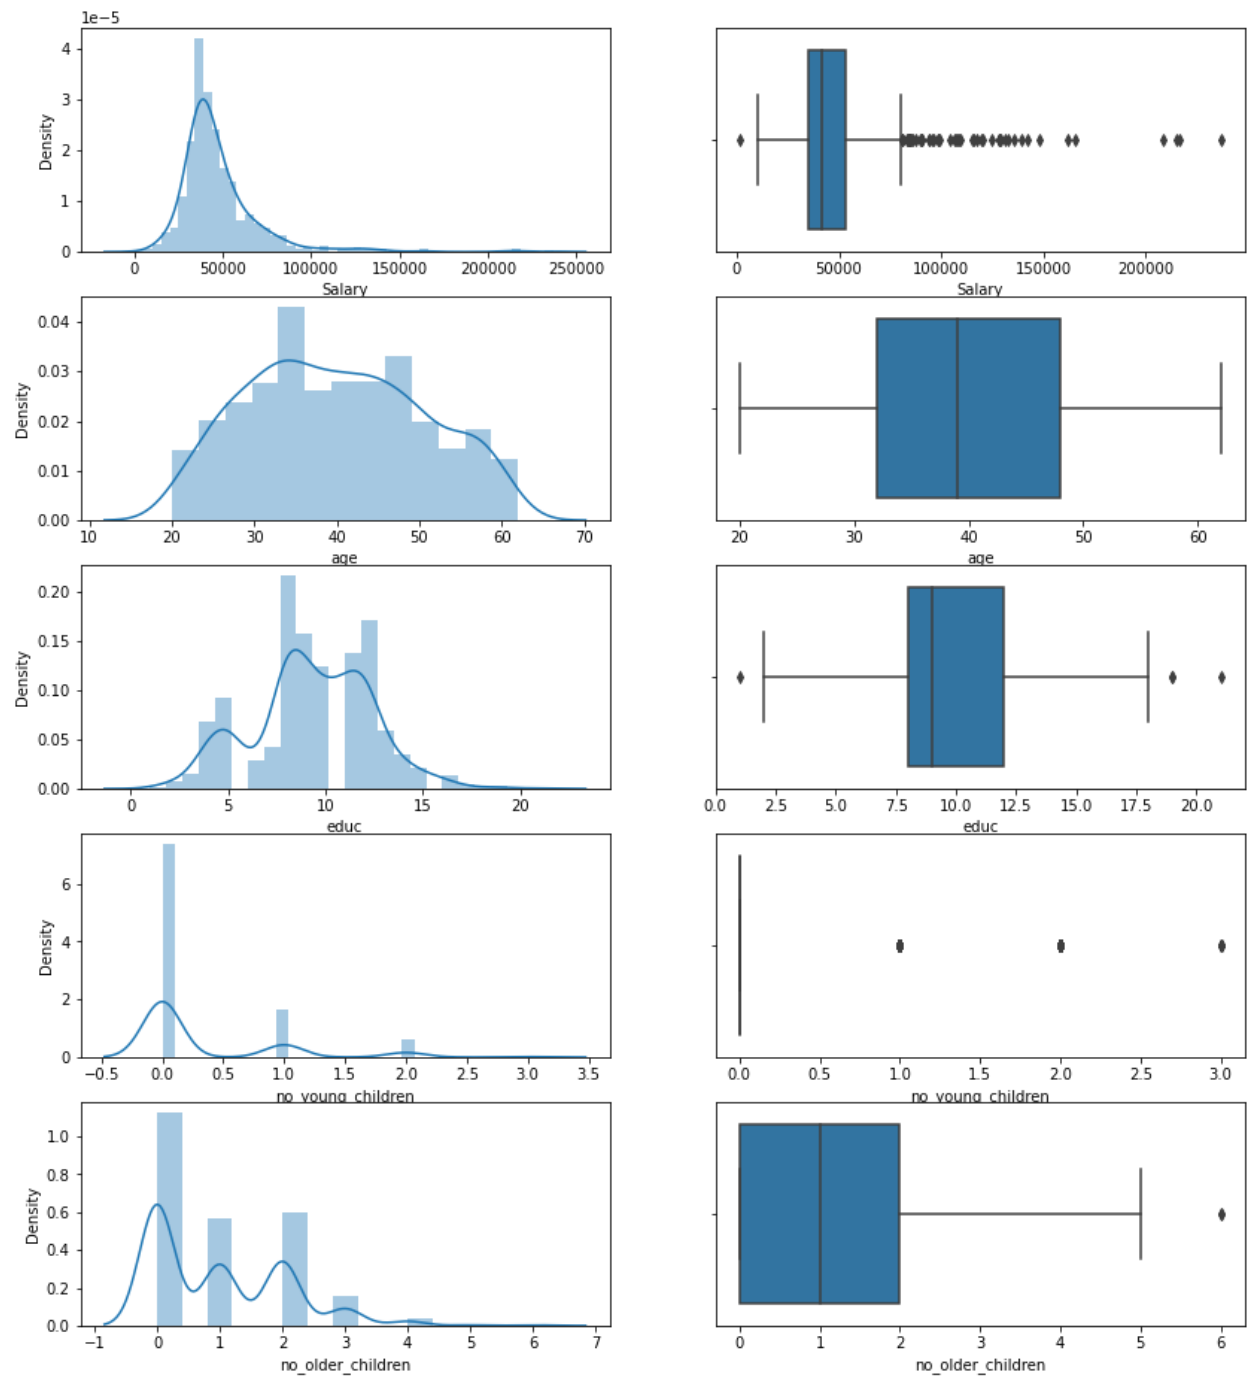 1e−5
4
3
2
1
0
Density
0 50000 100000 150000 200000 250000
Salary
0 50000 100000 150000 200000
Salary
0.04
0.03
0.02
0.01
0.00
Density
10 20 30 40 50 60 70
age
20 30 40 50 60
age
0.20
0.15
0.10
0.05
0.00
Density
0 5 10 15 20
educ
0.0 2.5 5.0 7.5 10.0 12.5 15.0 17.5 20.0
educ
6
4
2
0
Density
−0.5 0.0 0.5 1.0 1.5 2.0 2.5 3.0 3.5
no_young_children
0.0 0.5 1.0 1.5 2.0 2.5 3.0
no_young_children
1.0
0.8
0.6
0.4
0.2
0.0
Density
−1 0 1 2 3 4 5 6 7
no_older_children
0 1 2 3 4 5 6
no_older_children